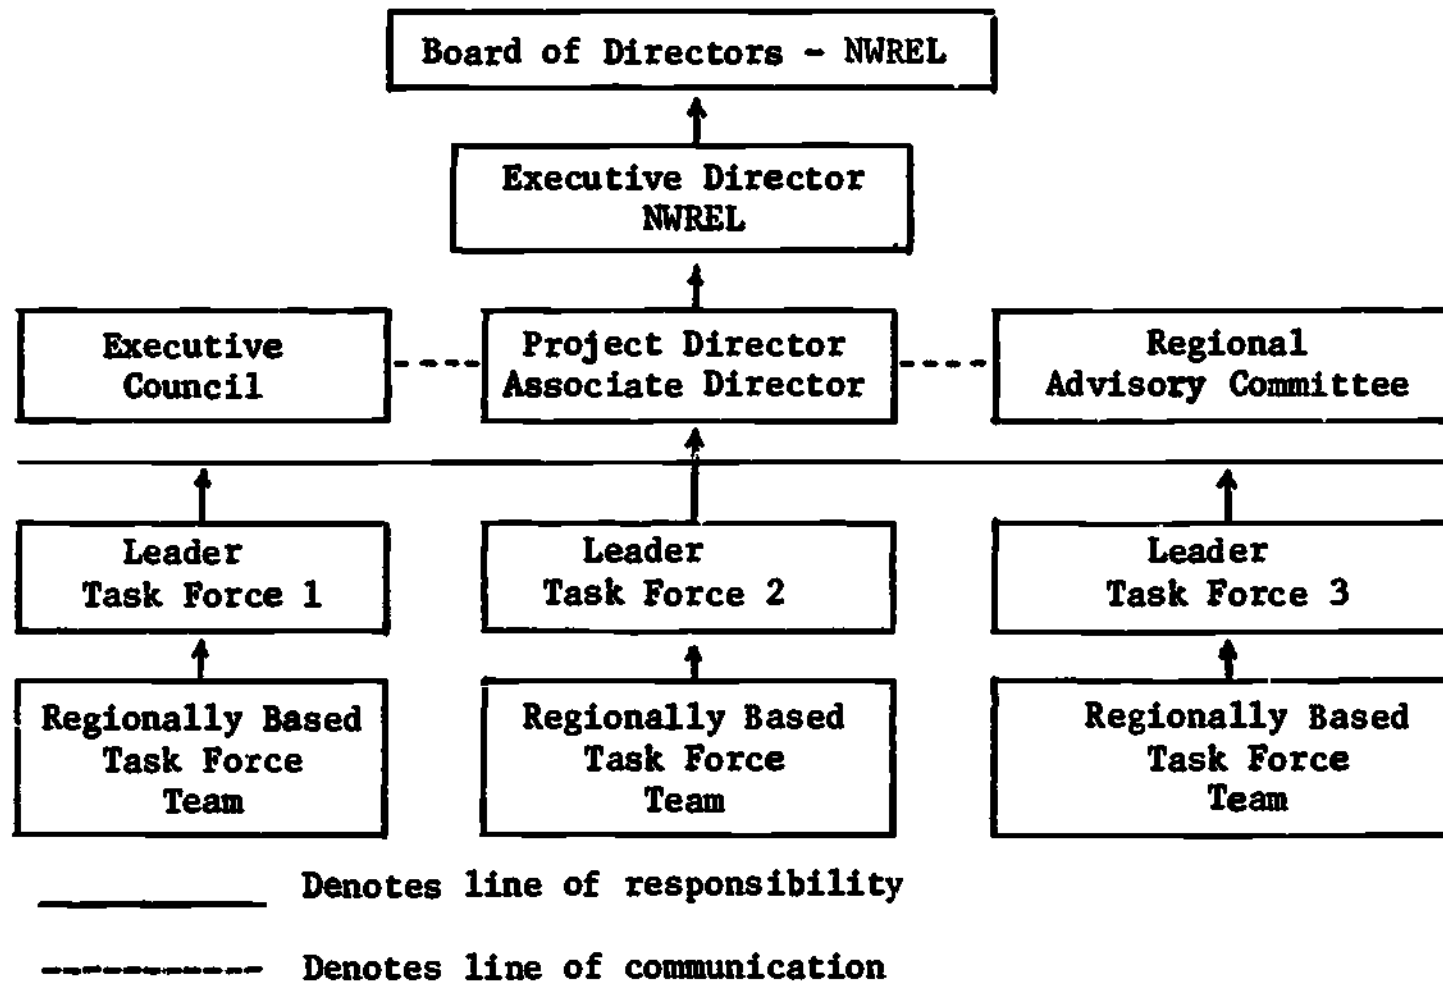 Board of Directors - NWREL
Executive Director
NWREL
Executive
Council
Project Director
Associate Director
Regional
Advisory Committee
Leader
Task Force 1
Leader
Task Force 2
Leader
Task Force 3
Regionally Based
Task Force
Team
Regionally Based
Task Force
Team
Regionally Based
Task Force
Team
Denotes line of responsibility
Denotes line of communication